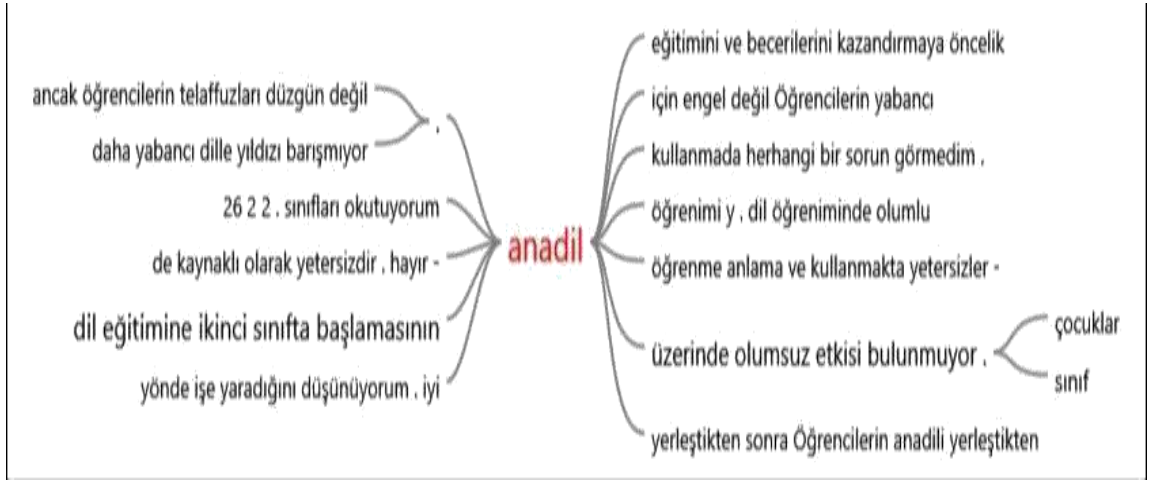 ancak öğrencilerin telaffuzları düzgün değil
daha yabancı dille yıldızı barışmıyor
.
26 2 2 . sınıfları okutuyorum
de kaynaklı olarak yetersizdir . hayır -
dil eğitimine ikinci sınıfta başlamasının
yönde işe yaradığını düşünüyorum . iyi
anadil
eğitimini ve becerilerini kazandırmaya öncelik
için engel değil Öğrencilerin yabancı
kullanmada herhangi bir sorun görmedim .
öğrenimi y . dil öğreniminde olumlu
öğrenme anlama ve kullanmakta yetersizler -
üzerinde olumsuz etkisi bulunmuyor .
çocuklar
sınıf
yerleştikten sonra Öğrencilerin anadili yerleştikten